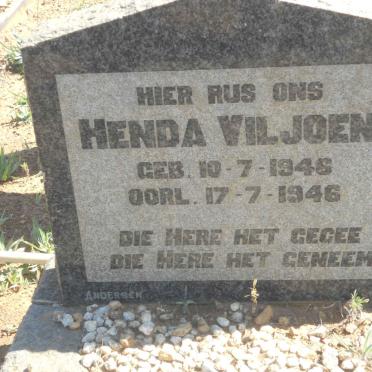 HIER RUS ONS
HENDA VILJOEN
GEB. 10-7-1946
OORL. 17-7-1946
DIE HERE HET GEGEE
DIE HERE HET GENEEM
ANDERSEN